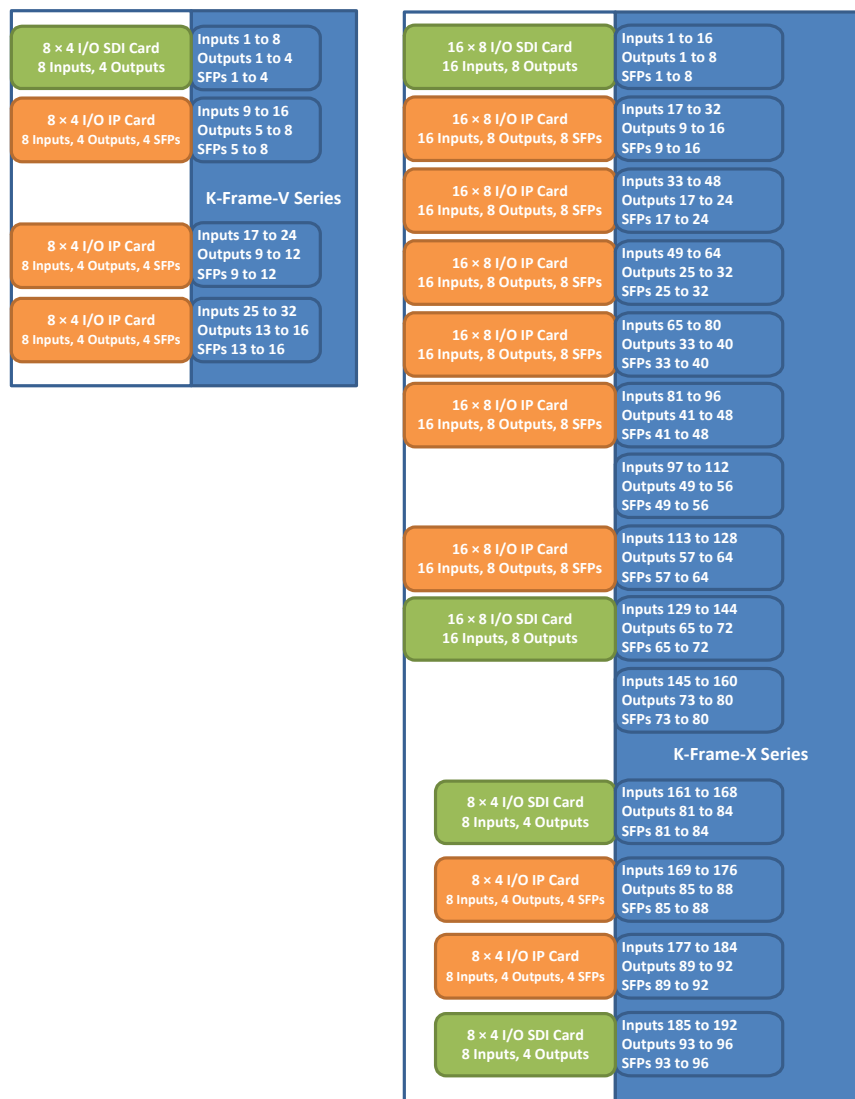 8 × 4 I/O SDI Card
8 Inputs, 4 Outputs
Inputs 1 to 8
Outputs 1 to 4
SFPs 1 to 4
8 × 4 I/O IP Card
8 Inputs, 4 Outputs, 4 SFPs
Inputs 9 to 16
Outputs 5 to 8
SFPs 5 to 8
K-Frame-V Series
8 × 4 I/O IP Card
8 Inputs, 4 Outputs, 4 SFPs
Inputs 17 to 24
Outputs 9 to 12
SFPs 9 to 12
8 × 4 I/O IP Card
8 Inputs, 4 Outputs, 4 SFPs
Inputs 25 to 32
Outputs 13 to 16
SFPs 13 to 16
16 × 8 I/O SDI Card
16 Inputs, 8 Outputs
Inputs 1 to 16
Outputs 1 to 8
SFPs 1 to 8
16 × 8 I/O IP Card
16 Inputs, 8 Outputs, 8 SFPs
Inputs 17 to 32
Outputs 9 to 16
SFPs 9 to 16
16 × 8 I/O IP Card
16 Inputs, 8 Outputs, 8 SFPs
Inputs 33 to 48
Outputs 17 to 24
SFPs 17 to 24
16 × 8 I/O IP Card
16 Inputs, 8 Outputs, 8 SFPs
Inputs 49 to 64
Outputs 25 to 32
SFPs 25 to 32
16 × 8 I/O IP Card
16 Inputs, 8 Outputs, 8 SFPs
Inputs 65 to 80
Outputs 33 to 40
SFPs 33 to 40
16 × 8 I/O IP Card
16 Inputs, 8 Outputs, 8 SFPs
Inputs 81 to 96
Outputs 41 to 48
SFPs 41 to 48
Inputs 97 to 112
Outputs 49 to 56
SFPs 49 to 56
16 × 8 I/O IP Card
16 Inputs, 8 Outputs, 8 SFPs
Inputs 113 to 128
Outputs 57 to 64
SFPs 57 to 64
16 × 8 I/O SDI Card
16 Inputs, 8 Outputs
Inputs 129 to 144
Outputs 65 to 72
SFPs 65 to 72
Inputs 145 to 160
Outputs 73 to 80
SFPs 73 to 80
K-Frame-X Series
8 × 4 I/O SDI Card
8 Inputs, 4 Outputs
Inputs 161 to 168
Outputs 81 to 84
SFPs 81 to 84
8 × 4 I/O IP Card
8 Inputs, 4 Outputs, 4 SFPs
Inputs 169 to 176
Outputs 85 to 88
SFPs 85 to 88
8 × 4 I/O IP Card
8 Inputs, 4 Outputs, 4 SFPs
Inputs 177 to 184
Outputs 89 to 92
SFPs 89 to 92
8 × 4 I/O SDI Card
8 Inputs, 4 Outputs
Inputs 185 to 192
Outputs 93 to 96
SFPs 93 to 96